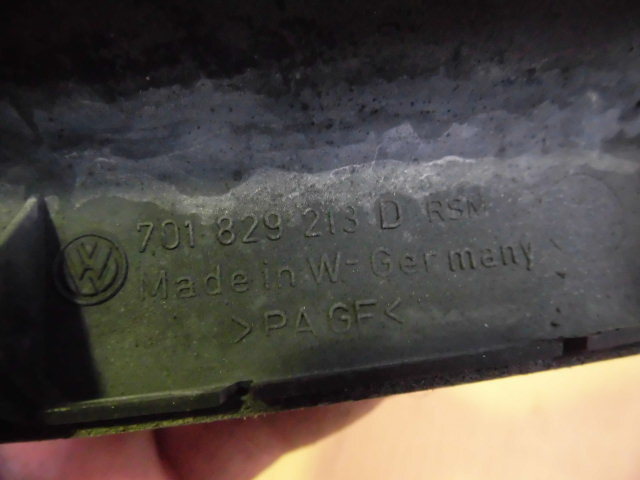 701 829 213 D RSM
Made in W-Germany
>PA GF<